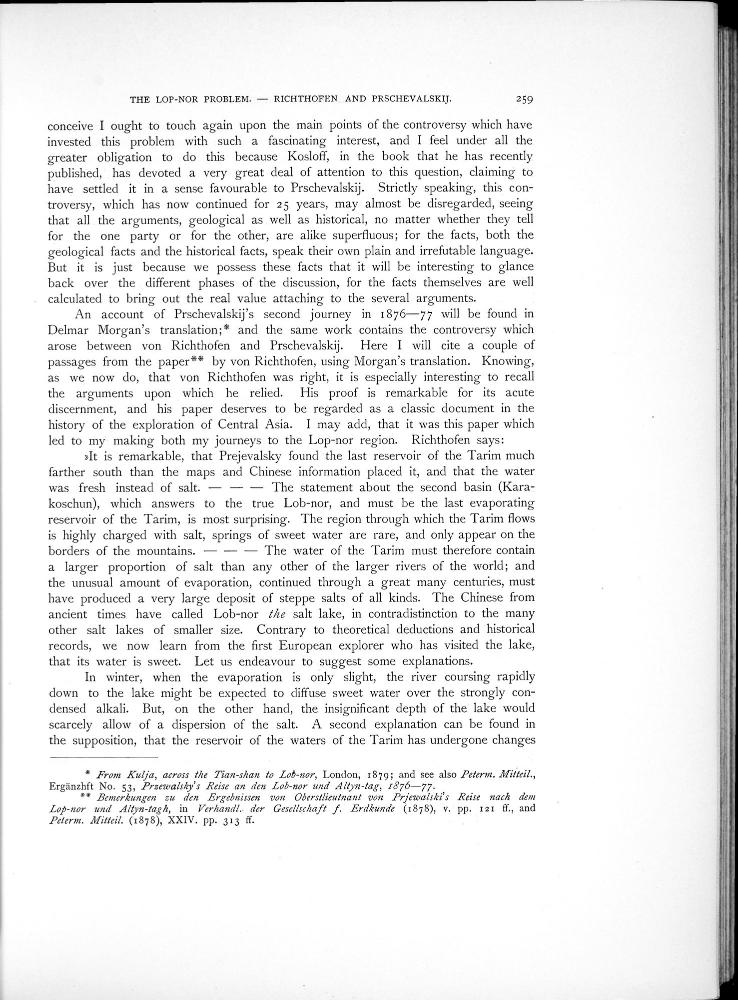 THE LOP-NOR PROBLEM. — RICHTHOFEN AND PRSCHEVALSKIJ. 259
conceive I ought to touch again upon the main points of the controversy which have
invested this problem with such a fascinating interest, and I feel under all the
greater obligation to do this because Kosloff, in the book that he has recently
published, has devoted a very great deal of attention to this question, claiming to
have settled it in a sense favourable to Prschevalskij. Strictly speaking, this con-
troversy, which has now continued for 25 years, may almost be disregarded, seeing
that all the arguments, geological as well as historical, no matter whether they tell
for the one party or for the other, are alike superfluous; for the facts, both the
geological facts and the historical facts, speak their own plain and irrefutable language.
But it is just because we possess these facts that it will be interesting to glance
back over the different phases of the discussion, for the facts themselves are well
calculated to bring out the real value attaching to the several arguments.
An account of Prschevalskij's second journey in 1876—77 will be found in
Delmar Morgan's translation;* and the same work contains the controversy which
arose between von Richthofen and Prschevalskij. Here I will cite a couple of
passages from the paper** by von Richthofen, using Morgan's translation. Knowing,
as we now do, that von Richthofen was right, it is especially interesting to recall
the arguments upon which he relied. His proof is remarkable for its acute
discernment, and his paper deserves to be regarded as a classic document in the
history of the exploration of Central Asia. I may add, that it was this paper which
led to my making both my journeys to the Lop-nor region. Richthofen says:
»It is remarkable, that Prejevalsky found the last reservoir of the Tarim much
farther south than the maps and Chinese information placed it, and that the water
was fresh instead of salt. — — — The statement about the second basin (Kara-
koschun), which answers to the true Lob-nor, and must be the last evaporating
reservoir of the Tarim, is most surprising. The region through which the Tarim flows
is highly charged with salt, springs of sweet water are rare, and only appear on the
borders of the mountains. — — — The water of the Tarim must therefore contain
a larger proportion of salt than any other of the larger rivers of the world; and
the unusual amount of evaporation, continued through a great many centuries, must
have produced a very large deposit of steppe salts of all kinds. The Chinese from
ancient times have called Lob-nor the salt lake, in contradistinction to the many
other salt lakes of smaller size. Contrary to theoretical deductions and historical
records, we now learn from the first European explorer who has visited the lake,
that its water is sweet. Let us endeavour to suggest some explanations.
In winter, when the evaporation is only slight, the river coursing rapidly
down to the lake might be expected to diffuse sweet water over the strongly con-
densed alkali. But, on the other hand, the insignificant depth of the lake would
scarcely allow of a dispersion of the salt. A second explanation can be found in
the supposition, that the reservoir of the waters of the Tarim has undergone changes
* From Kulja, across the Tian-shan to Lob-nor, London, 1879; and see also Peterm. Mitteil.,
Ergänzhft No. 53, Przewalsky's Reise an den Lob-nor und Altyn-tag, 1876—77.
** Bemerkungen zu den Ergebnissen von Oberstlieutnant von Prjewalski's Reise nach dem
Lop-nor und Altyn-tagh, in Verhandl. der Gesellschaft f. Erdkunde (1878), v. pp. 121 ff., and
Peterm. Mitteil. (1878), XXIV. pp. 313 ff.